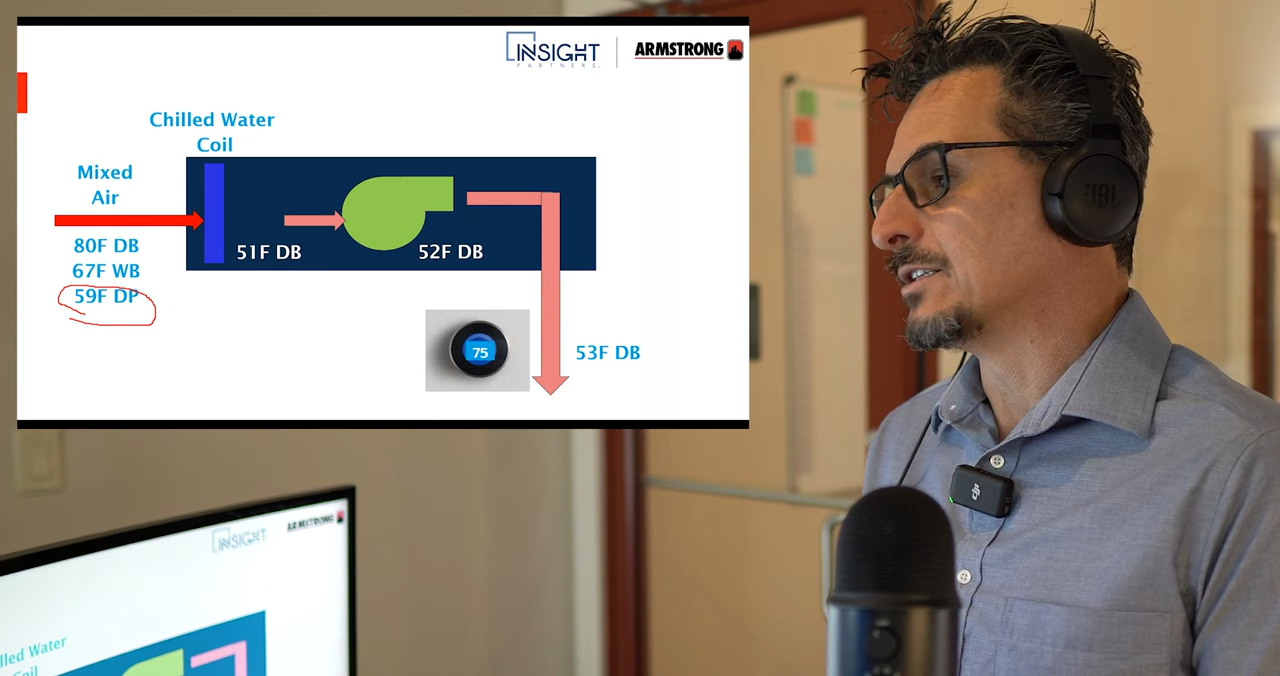 INSIGHT
PARTNERS.
ARMSTRONG
Chilled Water
Coil
Mixed
Air
80F DB
67F WB
59F DP
51F DB
52F DB
75
53F DB
JBL
dji
INSIGHT
ARMSTRONG
lled Water
Coil